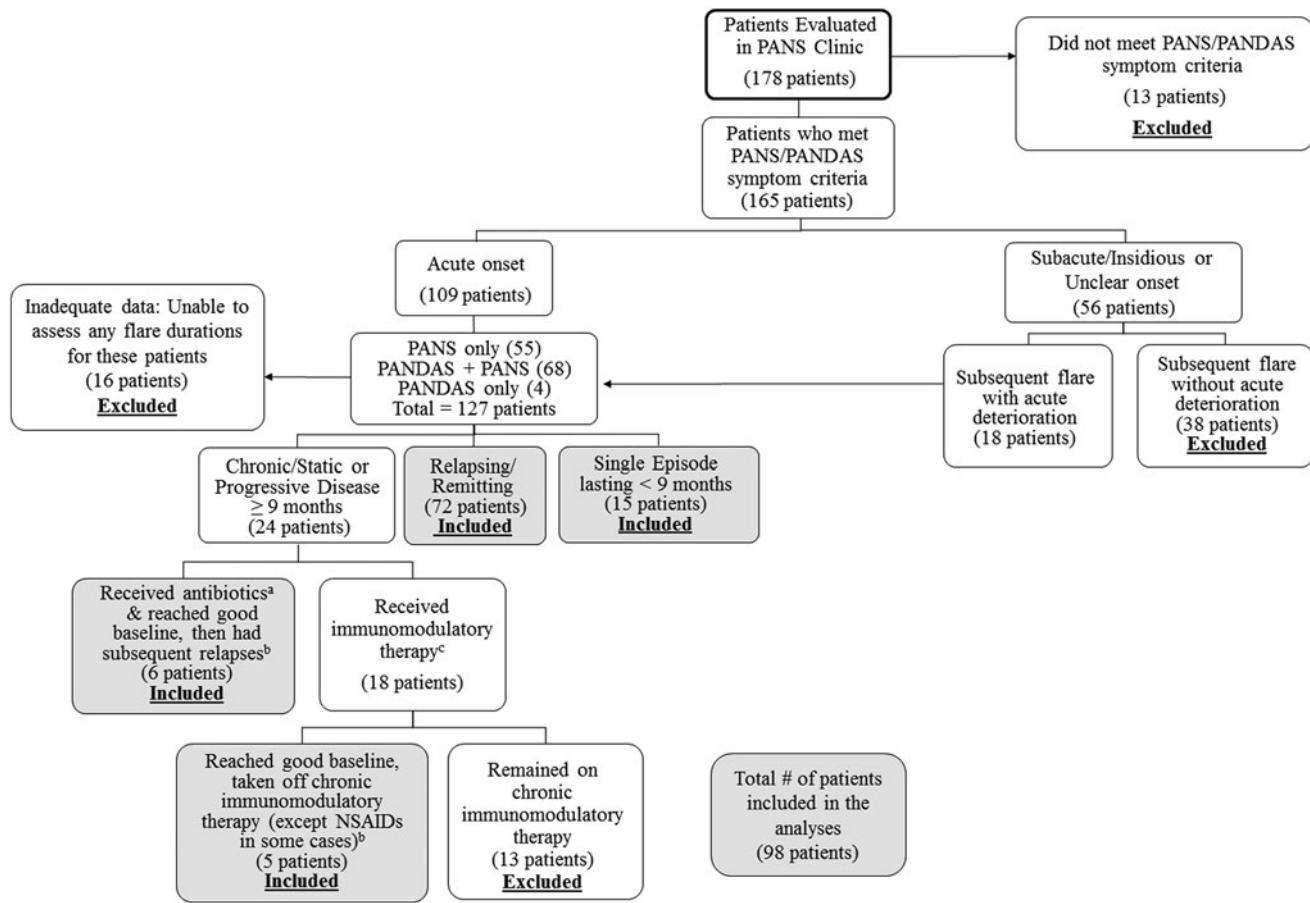 Patients Evaluated
in PANS Clinic
(178 patients)
Did not meet PANS/PANDAS
symptom criteria
(13 patients)
Excluded
Patients who met
PANS/PANDAS
symptom criteria
(165 patients)
Acute onset
(109 patients)
Subacute/Insidious or
Unclear onset
(56 patients)
Inadequate data: Unable to
assess any flare durations
for these patients
(16 patients)
Excluded
PANS only (55)
PANDAS + PANS (68)
PANDAS only (4)
Total = 127 patients
Subsequent flare
with acute
deterioration
(18 patients)
Subsequent flare
without acute
deterioration
(38 patients)
Excluded
Chronic/Static or
Progressive Disease
≥ 9 months
(24 patients)
Relapsing/
Remitting
(72 patients)
Included
Single Episode
lasting < 9 months
(15 patients)
Included
Received antibioticsᵃ
& reached good
baseline, then had
subsequent relapsesᵇ
(6 patients)
Included
Received
immunomodulatory
therapyᶜ
(18 patients)
Reached good baseline,
taken off chronic
immunomodulatory
therapy (except NSAIDs
in some cases)ᵇ
(5 patients)
Included
Remained on
chronic
immunomodulatory
therapy
(13 patients)
Excluded
Total # of patients
included in the
analyses
(98 patients)